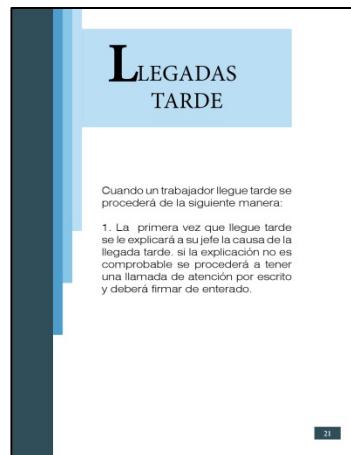 LLEGADAS
TARDE
Cuando un trabajador llegue tarde se
procederá de la siguiente manera:
1. La primera vez que llegue tarde
se le explicará a su jefe la causa de la
llegada tarde. si la explicación no es
comprobable se procederá a tener
una llamada de atención por escrito
y deberá firmar de enterado.
21